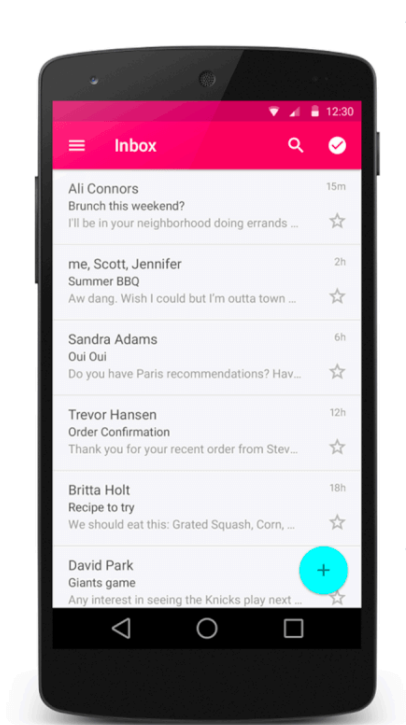 12:30
Inbox
Ali Connors 15m
Brunch this weekend?
I'll be in your neighborhood doing errands ...
me, Scott, Jennifer 2h
Summer BBQ
Aw dang. Wish I could but I'm outta town ...
Sandra Adams 6h
Oui Oui
Do you have Paris recommendations? Hav...
Trevor Hansen 12h
Order Confirmation
Thank you for your recent order from Stev...
Britta Holt 18h
Recipe to try
We should eat this: Grated Squash, Corn, ...
David Park
Giants game
Any interest in seeing the Knicks play next ...